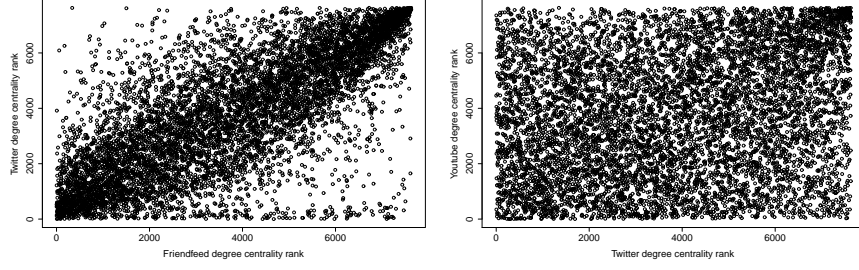 Twitter degree centrality rank
6000
4000
2000
0
0 2000 4000 6000
Friendfeed degree centrality rank
Youtube degree centrality rank
6000
4000
2000
0
0 2000 4000 6000
Twitter degree centrality rank